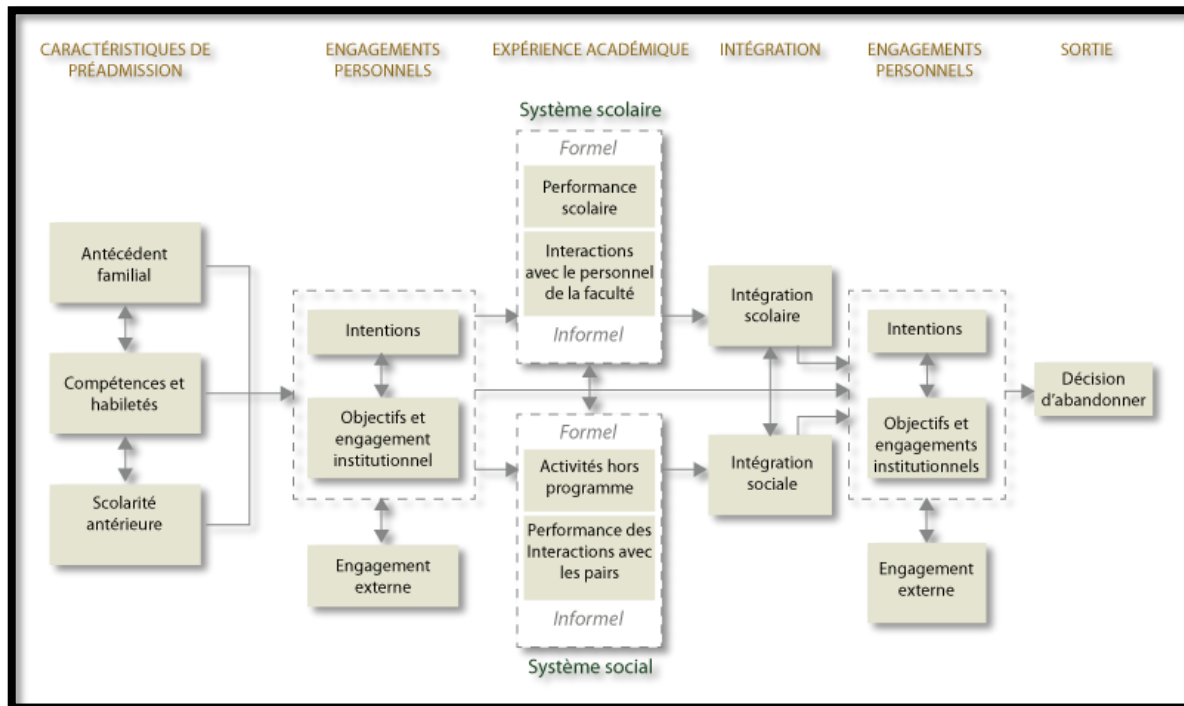 CARACTÉRISTIQUES DE
PRÉADMISSION
ENGAGEMENTS
PERSONNELS
EXPÉRIENCE ACADÉMIQUE
INTÉGRATION
ENGAGEMENTS
PERSONNELS
SORTIE
Antécédent
familial
Compétences et
habiletés
Scolarité
antérieure
Intentions
Objectifs et
engagement
institutionnel
Engagement
externe
Système scolaire
Formel
Performance
scolaire
Interactions
avec le personnel
de la faculté
Informel
Formel
Activités hors
programme
Performance des
Interactions avec
les pairs
Informel
Système social
Intégration
scolaire
Intégration
sociale
Intentions
Objectifs et
engagements
institutionnels
Engagement
externe
Décision
d'abandonner